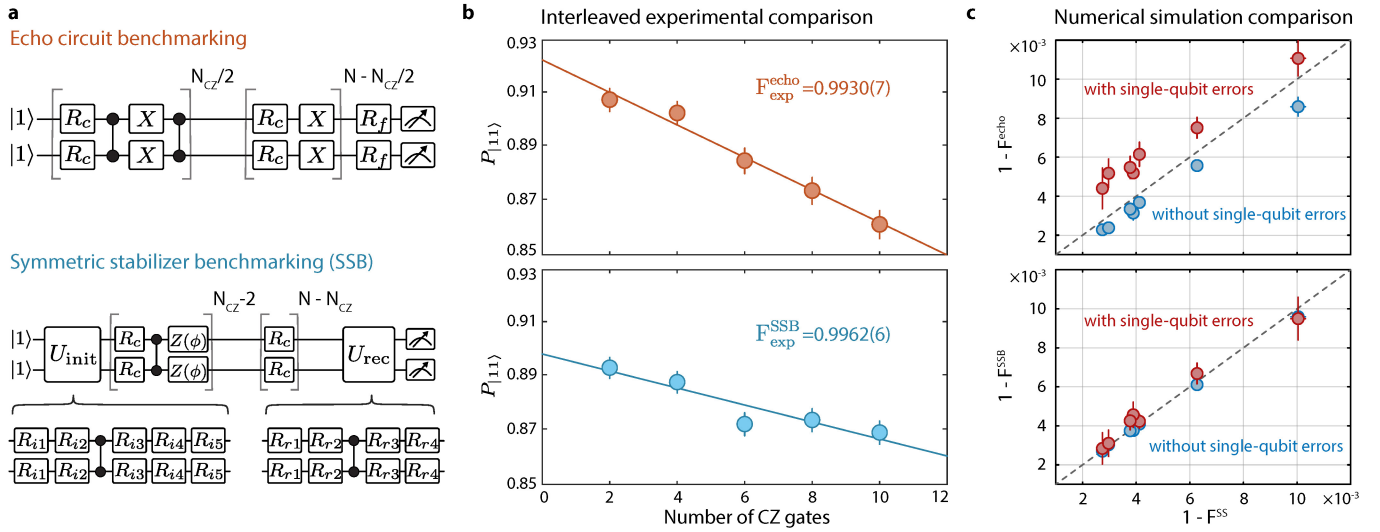 a
Echo circuit benchmarking
N_CZ/2
N - N_CZ/2
|1⟩ R_c X R_c X R_f
|1⟩ R_c X R_c X R_f
Symmetric stabilizer benchmarking (SSB)
N_CZ-2
N - N_CZ
|1⟩ U_init R_c Z(ϕ) R_c U_rec
|1⟩ R_c Z(ϕ) R_c
R_i1 R_i2 R_i3 R_i4 R_i5 R_r1 R_r2 R_r3 R_r4
R_i1 R_i2 R_i3 R_i4 R_i5 R_r1 R_r2 R_r3 R_r4
b
Interleaved experimental comparison
0.93
0.91
0.89
0.87
0.85
P_|11⟩
F_exp^echo=0.9930(7)
0.93
0.91
0.89
0.87
0.85
P_|11⟩
F_exp^SSB=0.9962(6)
0 2 4 6 8 10 12
Number of CZ gates
c
Numerical simulation comparison
×10⁻³
10
8
6
4
2
1 - F^echo
with single-qubit errors
without single-qubit errors
×10⁻³
10
8
6
4
2
1 - F^SSB
with single-qubit errors
without single-qubit errors
2 4 6 8 10 ×10⁻³
1 - F^SS